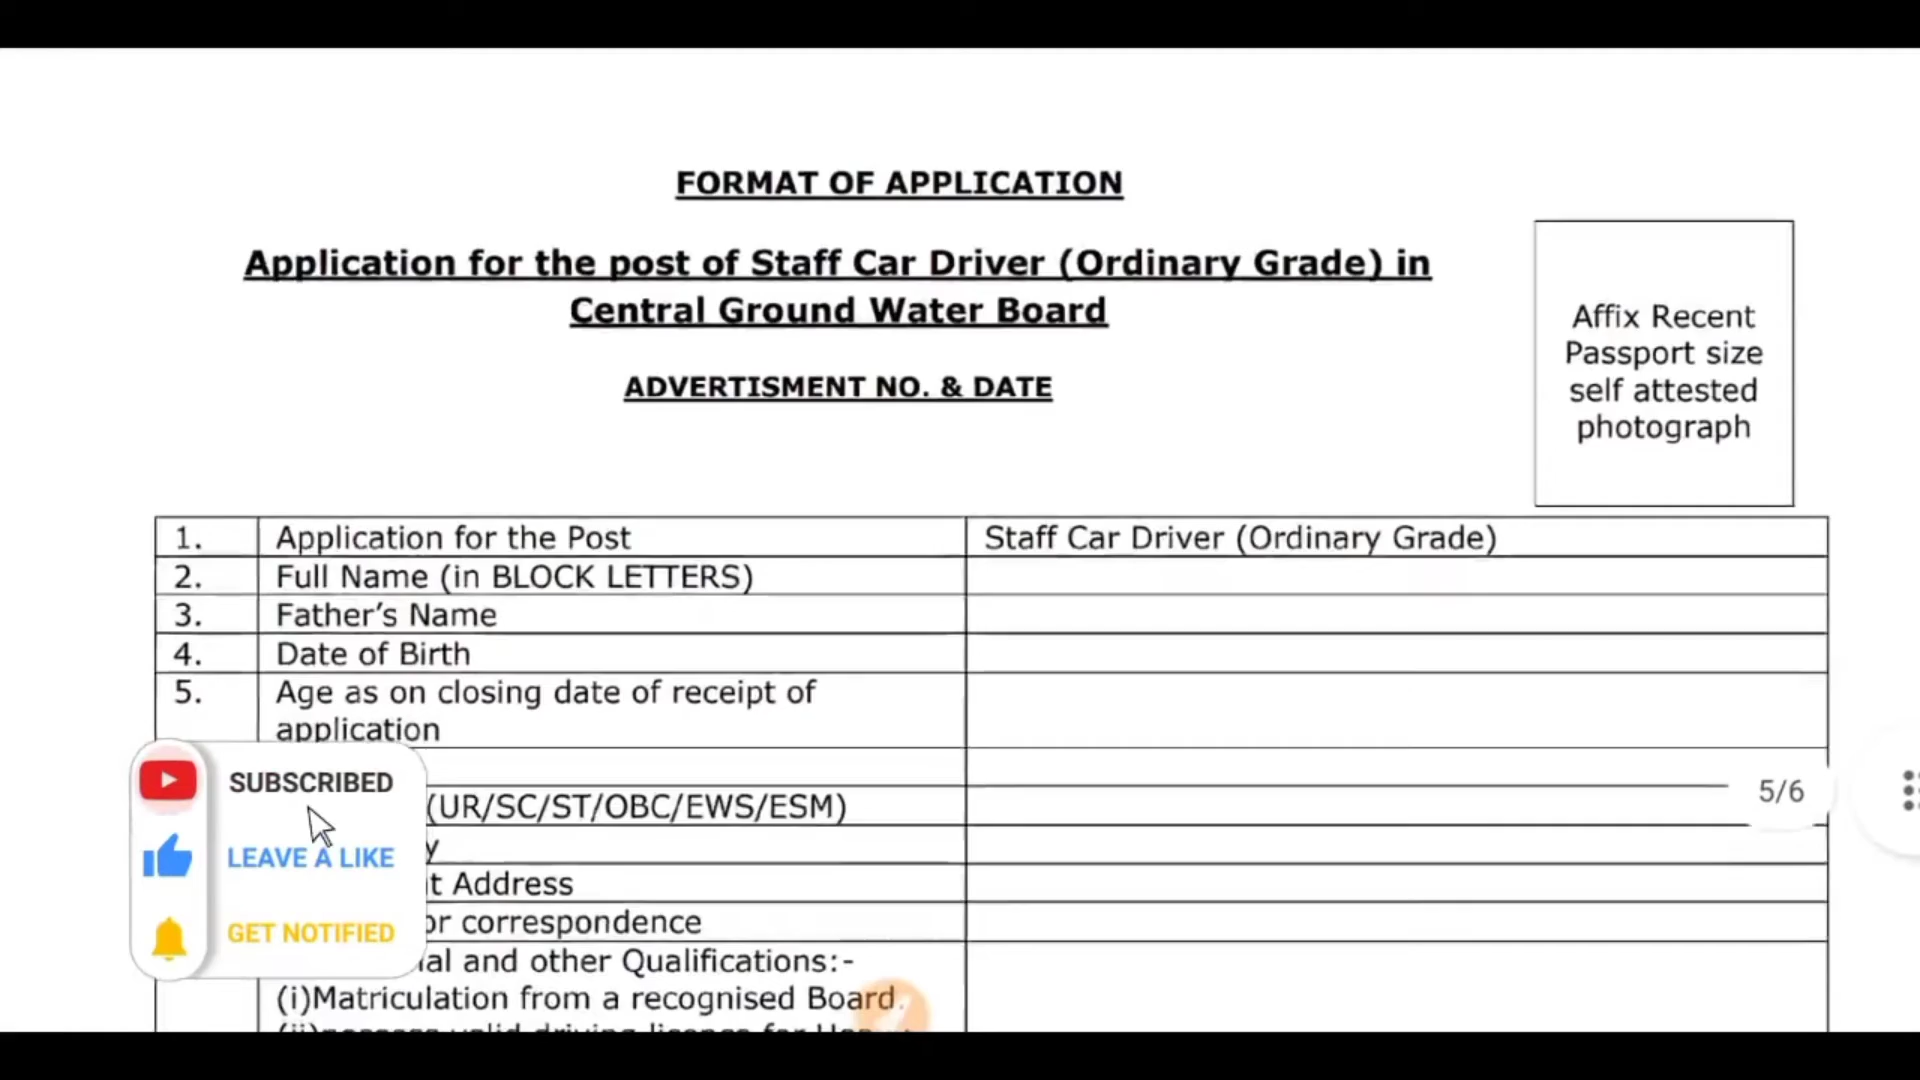 FORMAT OF APPLICATION
Application for the post of Staff Car Driver (Ordinary Grade) in
Central Ground Water Board
ADVERTISMENT NO. & DATE
Affix Recent
Passport size
self attested
photograph
1. Application for the Post Staff Car Driver (Ordinary Grade)
2. Full Name (in BLOCK LETTERS)
3. Father's Name
4. Date of Birth
5. Age as on closing date of receipt of
application
(UR/SC/ST/OBC/EWS/ESM)
Address
correspondence
and other Qualifications:-
(i)Matriculation from a recognised Board.
5/6
SUBSCRIBED
LEAVE A LIKE
GET NOTIFIED